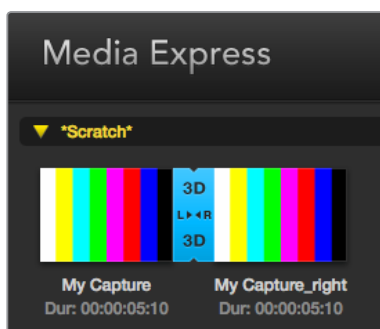 Media Express
*Scratch*
3D
L▶◀R
3D
My Capture
My Capture_right
Dur: 00:00:05:10
Dur: 00:00:05:10